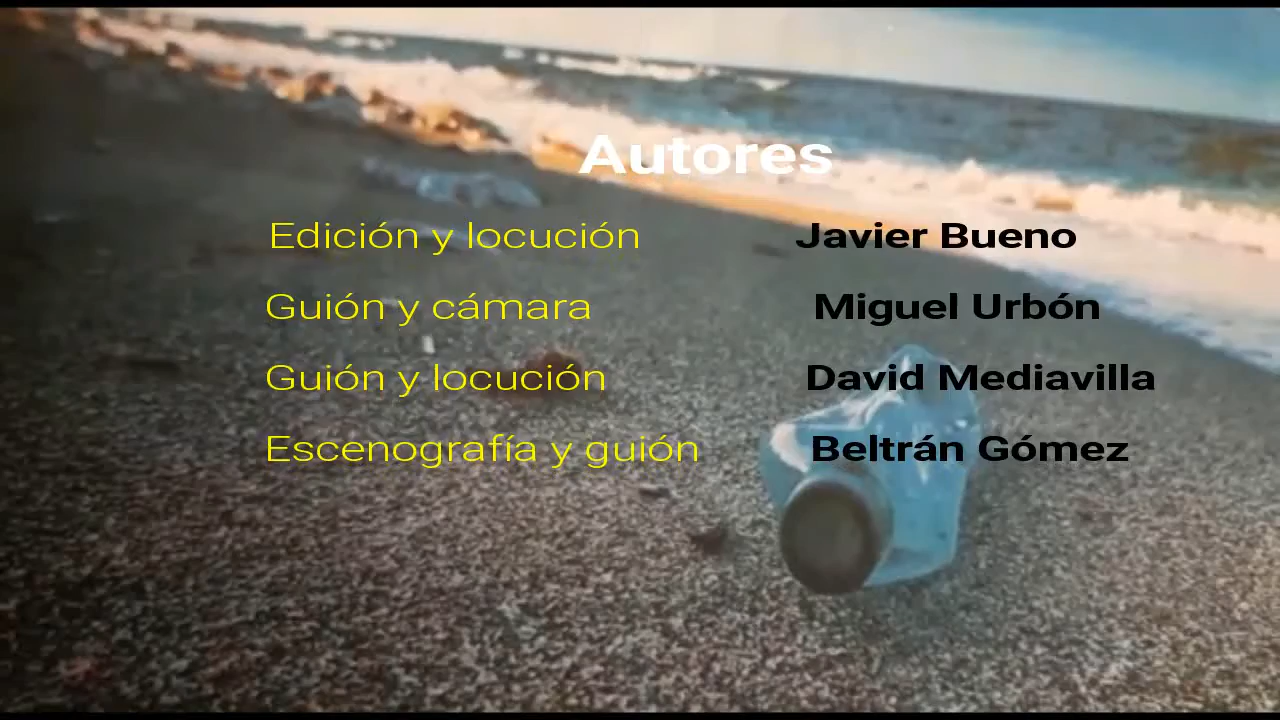 Autores
Edición y locución Javier Bueno
Guión y cámara Miguel Urbón
Guión y locución David Mediavilla
Escenografía y guión Beltrán Gómez